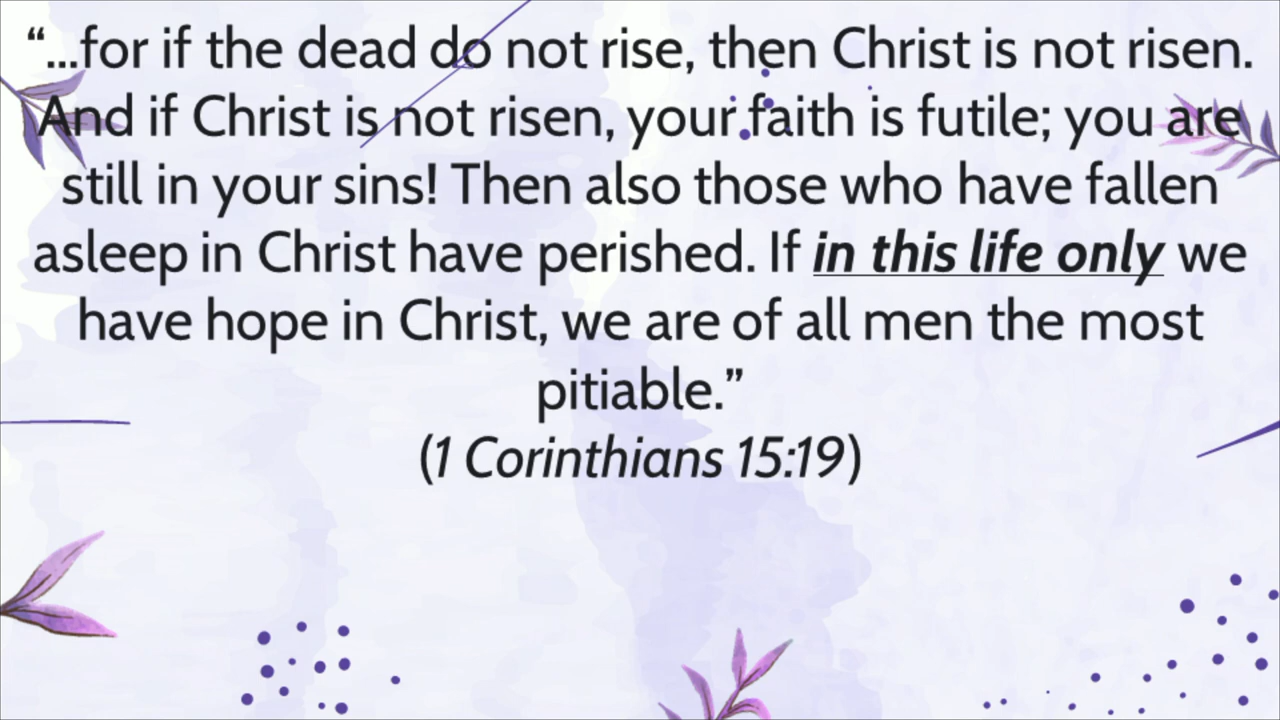 “...for if the dead do not rise, then Christ is not risen.
And if Christ is not risen, your faith is futile; you are
still in your sins! Then also those who have fallen
asleep in Christ have perished. If in this life only we
have hope in Christ, we are of all men the most
pitiable.”
(1 Corinthians 15:19)